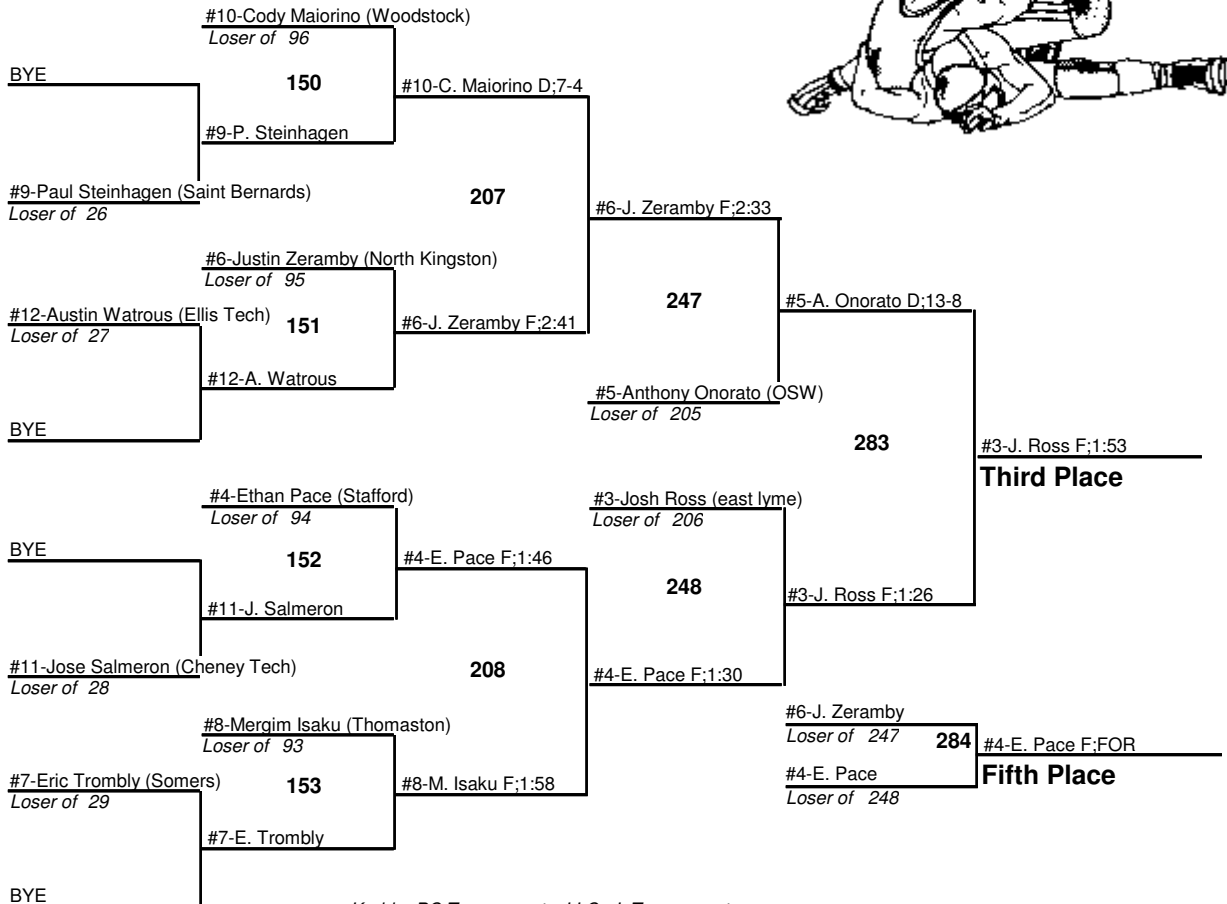 #10-Cody Maiorino (Woodstock)
Loser of 96
BYE
150
#10-C. Maiorino D;7-4
#9-P. Steinhagen
#9-Paul Steinhagen (Saint Bernards)
Loser of 26
207
#6-J. Zeramby F;2:33
#6-Justin Zeramby (North Kingston)
Loser of 95
#12-Austin Watrous (Ellis Tech)
Loser of 27
151
#6-J. Zeramby F;2:41
247
#5-A. Onorato D;13-8
#12-A. Watrous
#5-Anthony Onorato (OSW)
Loser of 205
BYE
283
#3-J. Ross F;1:53
Third Place
#4-Ethan Pace (Stafford)
Loser of 94
#3-Josh Ross (east lyme)
Loser of 206
BYE
152
#4-E. Pace F;1:46
248
#11-J. Salmeron
#3-J. Ross F;1:26
#11-Jose Salmeron (Cheney Tech)
Loser of 28
208
#4-E. Pace F;1:30
#8-Mergim Isaku (Thomaston)
Loser of 93
#6-J. Zeramby
Loser of 247
284
#4-E. Pace F;FOR
Fifth Place
#4-E. Pace
Loser of 248
#7-Eric Trombly (Somers)
Loser of 29
153
#8-M. Isaku F;1:58
#7-E. Trombly
BYE